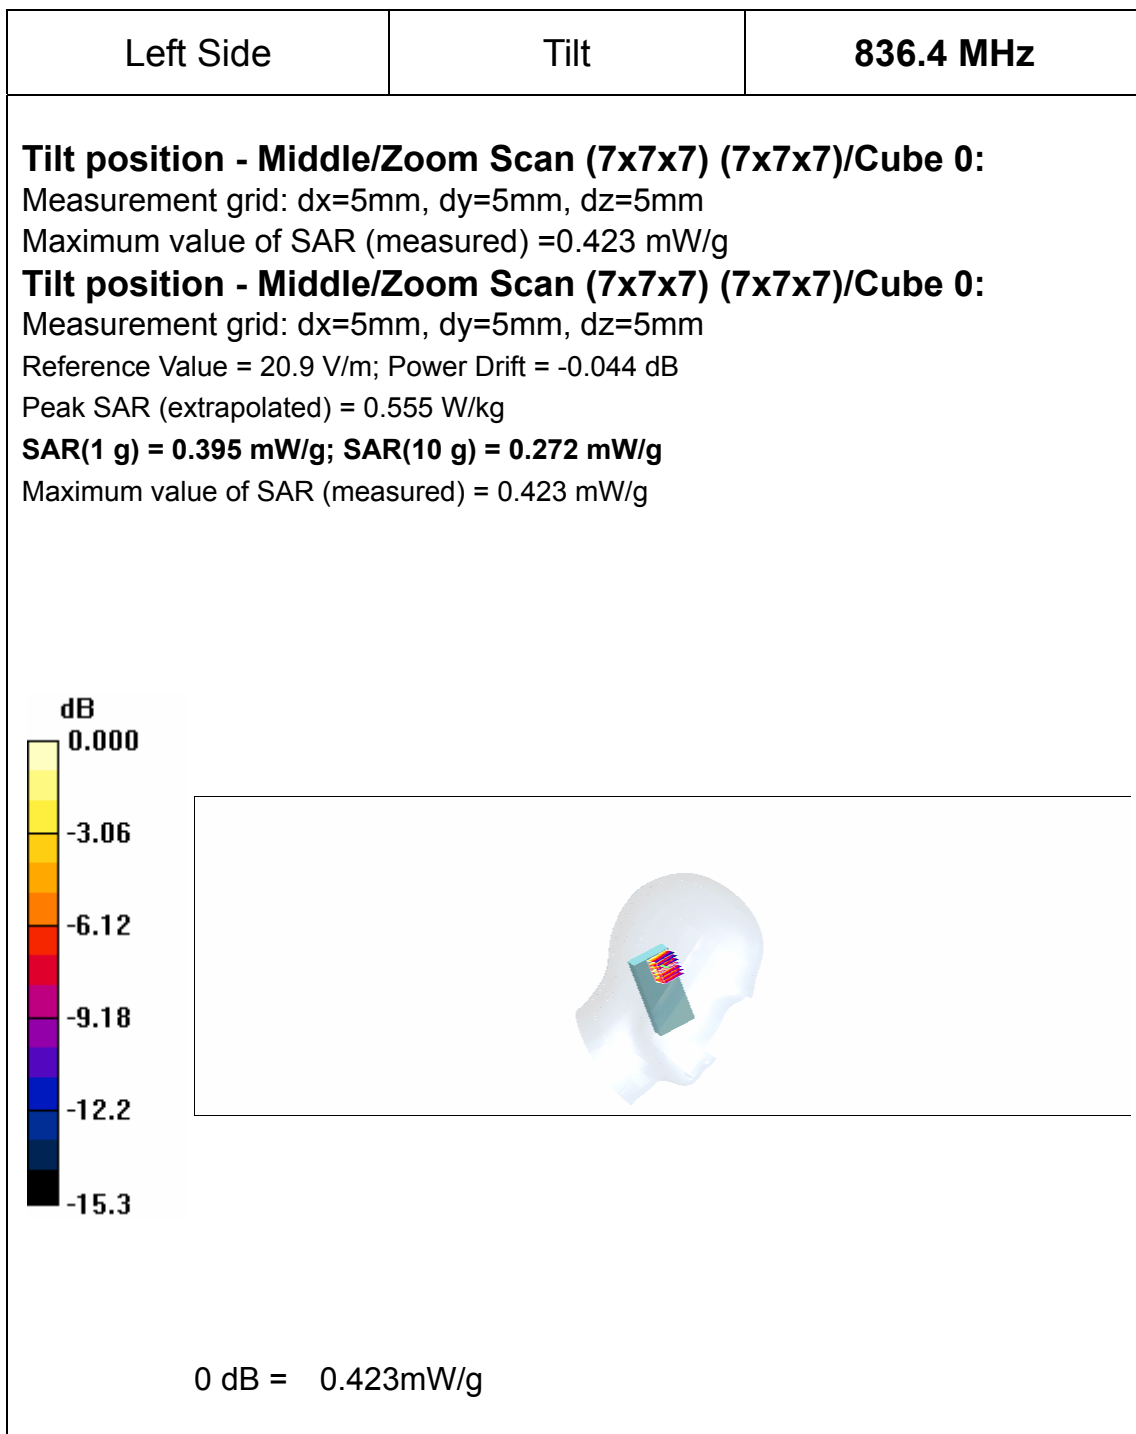 Left Side Tilt 836.4 MHz
Tilt position - Middle/Zoom Scan (7x7x7) (7x7x7)/Cube 0:
Measurement grid: dx=5mm, dy=5mm, dz=5mm
Maximum value of SAR (measured) =0.423 mW/g
Tilt position - Middle/Zoom Scan (7x7x7) (7x7x7)/Cube 0:
Measurement grid: dx=5mm, dy=5mm, dz=5mm
Reference Value = 20.9 V/m; Power Drift = -0.044 dB
Peak SAR (extrapolated) = 0.555 W/kg
SAR(1 g) = 0.395 mW/g; SAR(10 g) = 0.272 mW/g
Maximum value of SAR (measured) = 0.423 mW/g
dB
0.000
-3.06
-6.12
-9.18
-12.2
-15.3
0 dB = 0.423mW/g